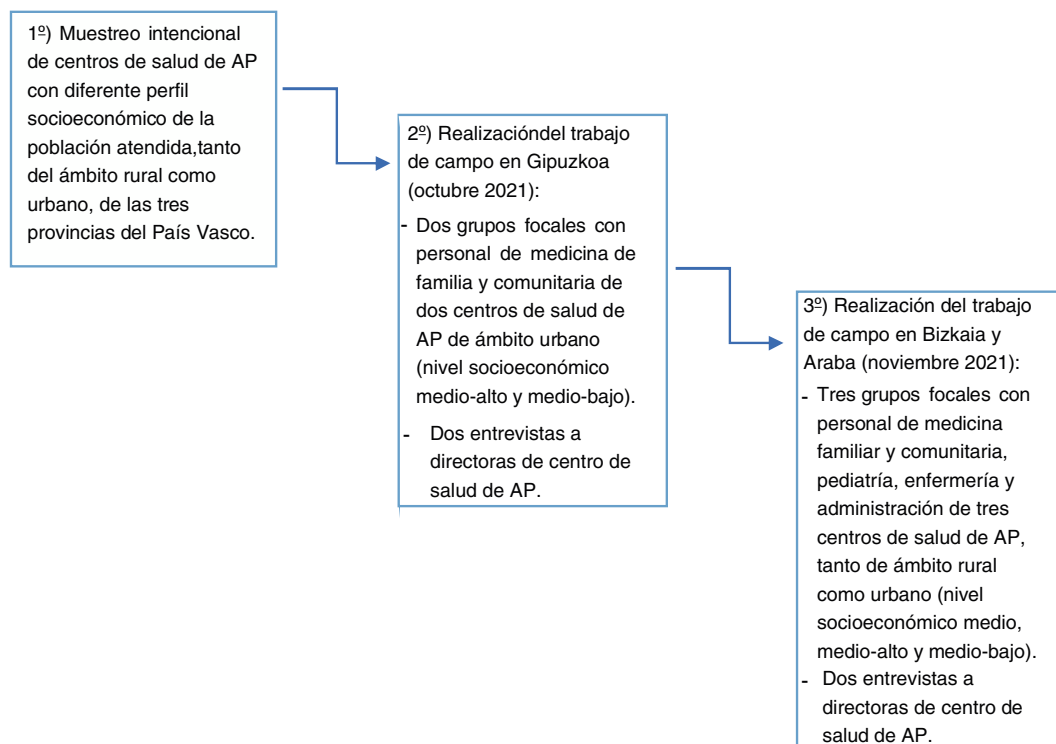 1º) Muestreo intencional
de centros de salud de AP
con diferente perfil
socioeconómico de la
población atendida,tanto
del ámbito rural como
urbano, de las tres
provincias del País Vasco.
2º) Realizacióndel trabajo
de campo en Gipuzkoa
(octubre 2021):
- Dos grupos focales con
personal de medicina de
familia y comunitaria de
dos centros de salud de
AP de ámbito urbano
(nivel socioeconómico
medio-alto y medio-bajo).
- Dos entrevistas a
directoras de centro de
salud de AP.
3º) Realización del trabajo
de campo en Bizkaia y
Araba (noviembre 2021):
- Tres grupos focales con
personal de medicina
familiar y comunitaria,
pediatría, enfermería y
administración de tres
centros de salud de AP,
tanto de ámbito rural
como urbano (nivel
socioeconómico medio,
medio-alto y medio-bajo).
- Dos entrevistas a
directoras de centro de
salud de AP.